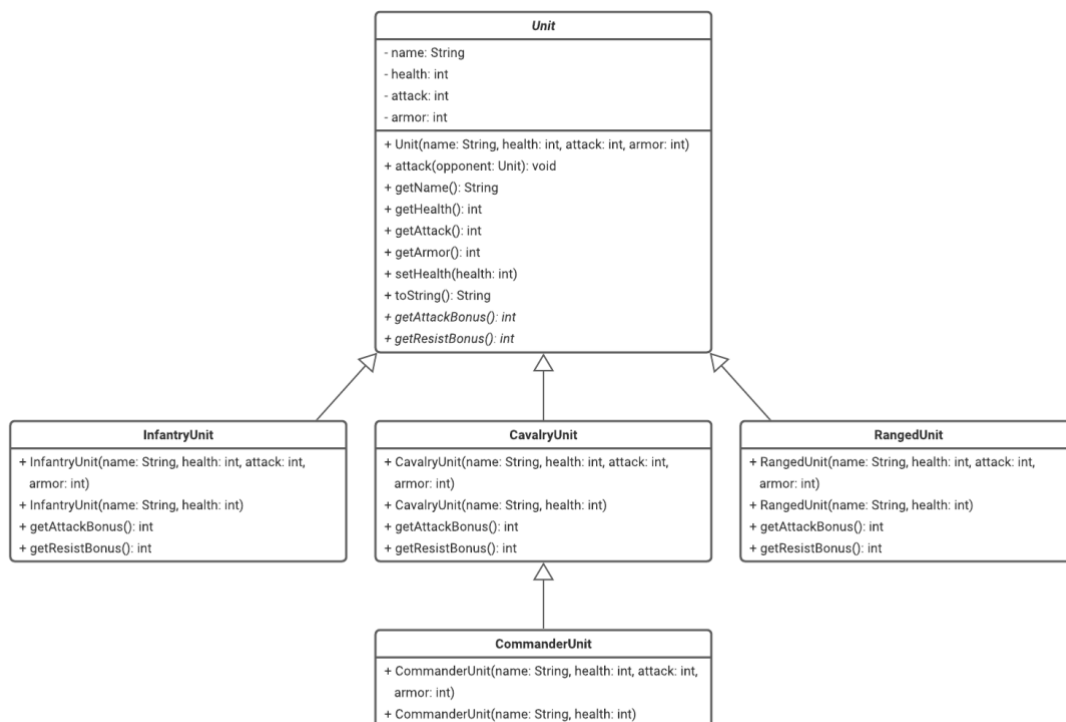 Unit
- name: String
- health: int
- attack: int
- armor: int
+ Unit(name: String, health: int, attack: int, armor: int)
+ attack(opponent: Unit): void
+ getName(): String
+ getHealth(): int
+ getAttack(): int
+ getArmor(): int
+ setHealth(health: int)
+ toString(): String
+ getAttackBonus(): int
+ getResistBonus(): int
InfantryUnit
+ InfantryUnit(name: String, health: int, attack: int,
armor: int)
+ InfantryUnit(name: String, health: int)
+ getAttackBonus(): int
+ getResistBonus(): int
CavalryUnit
+ CavalryUnit(name: String, health: int, attack: int,
armor: int)
+ CavalryUnit(name: String, health: int)
+ getAttackBonus(): int
+ getResistBonus(): int
RangedUnit
+ RangedUnit(name: String, health: int, attack: int,
armor: int)
+ RangedUnit(name: String, health: int)
+ getAttackBonus(): int
+ getResistBonus(): int
CommanderUnit
+ CommanderUnit(name: String, health: int, attack: int,
armor: int)
+ CommanderUnit(name: String, health: int)